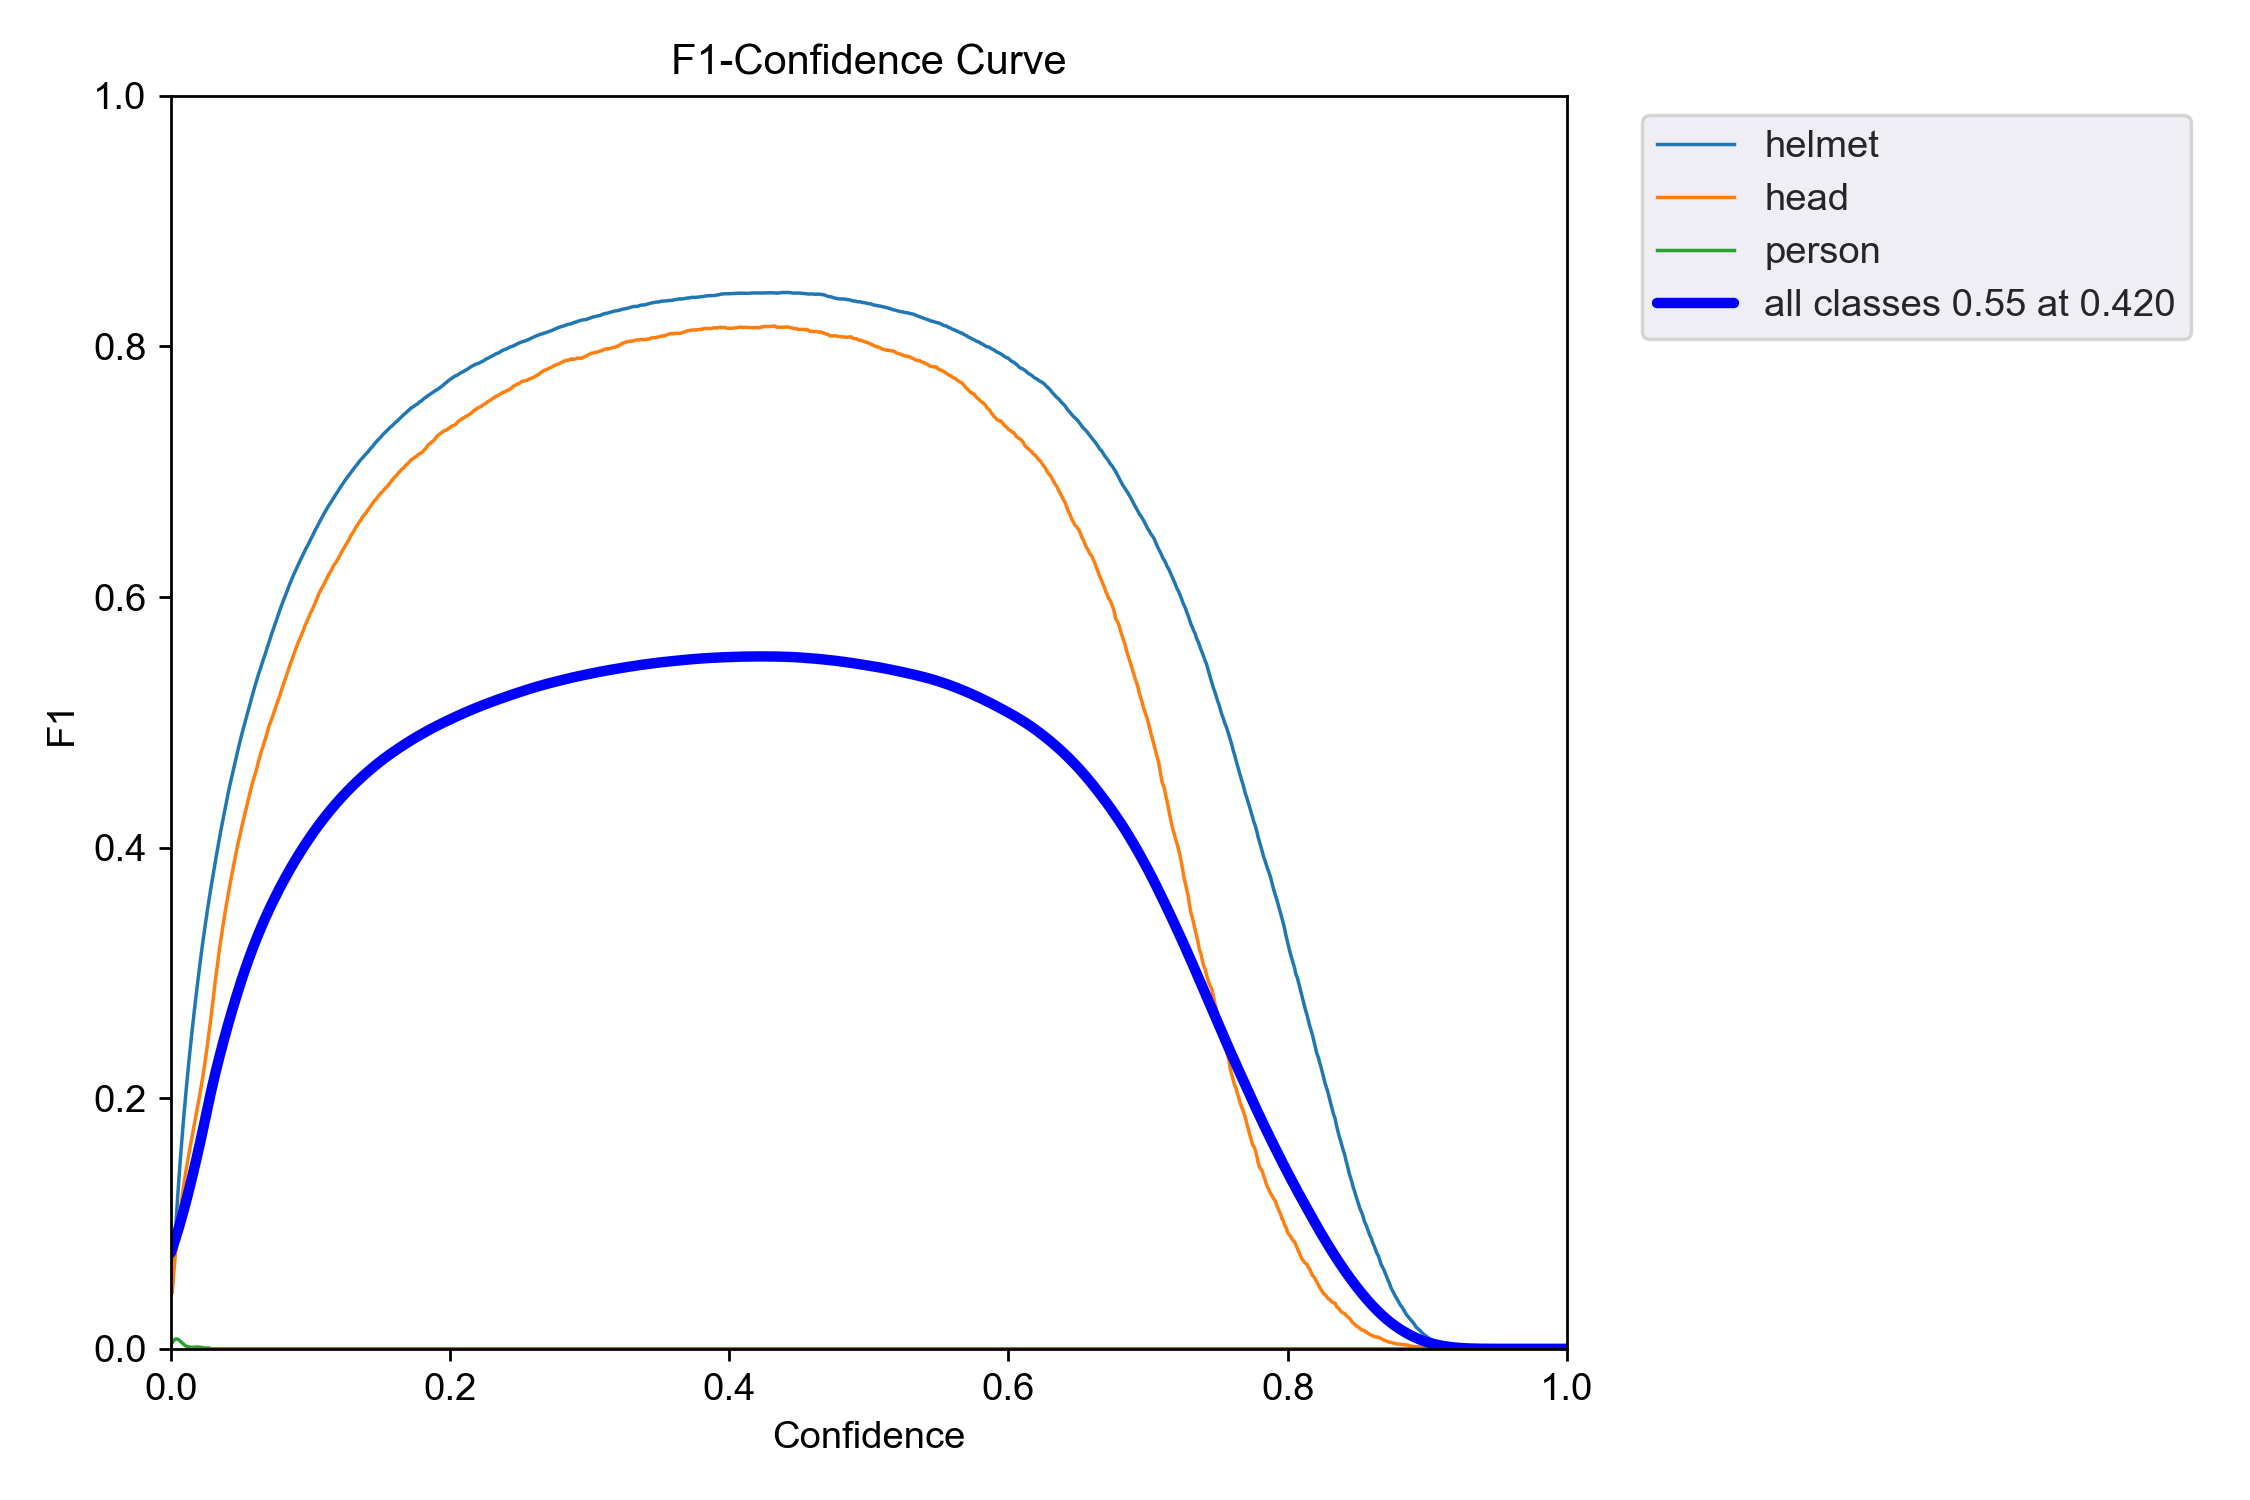 F1-Confidence Curve
1.0
0.8
0.6
0.4
0.2
0.0
F1
0.0 0.2 0.4 0.6 0.8 1.0
Confidence
helmet
head
person
all classes 0.55 at 0.420